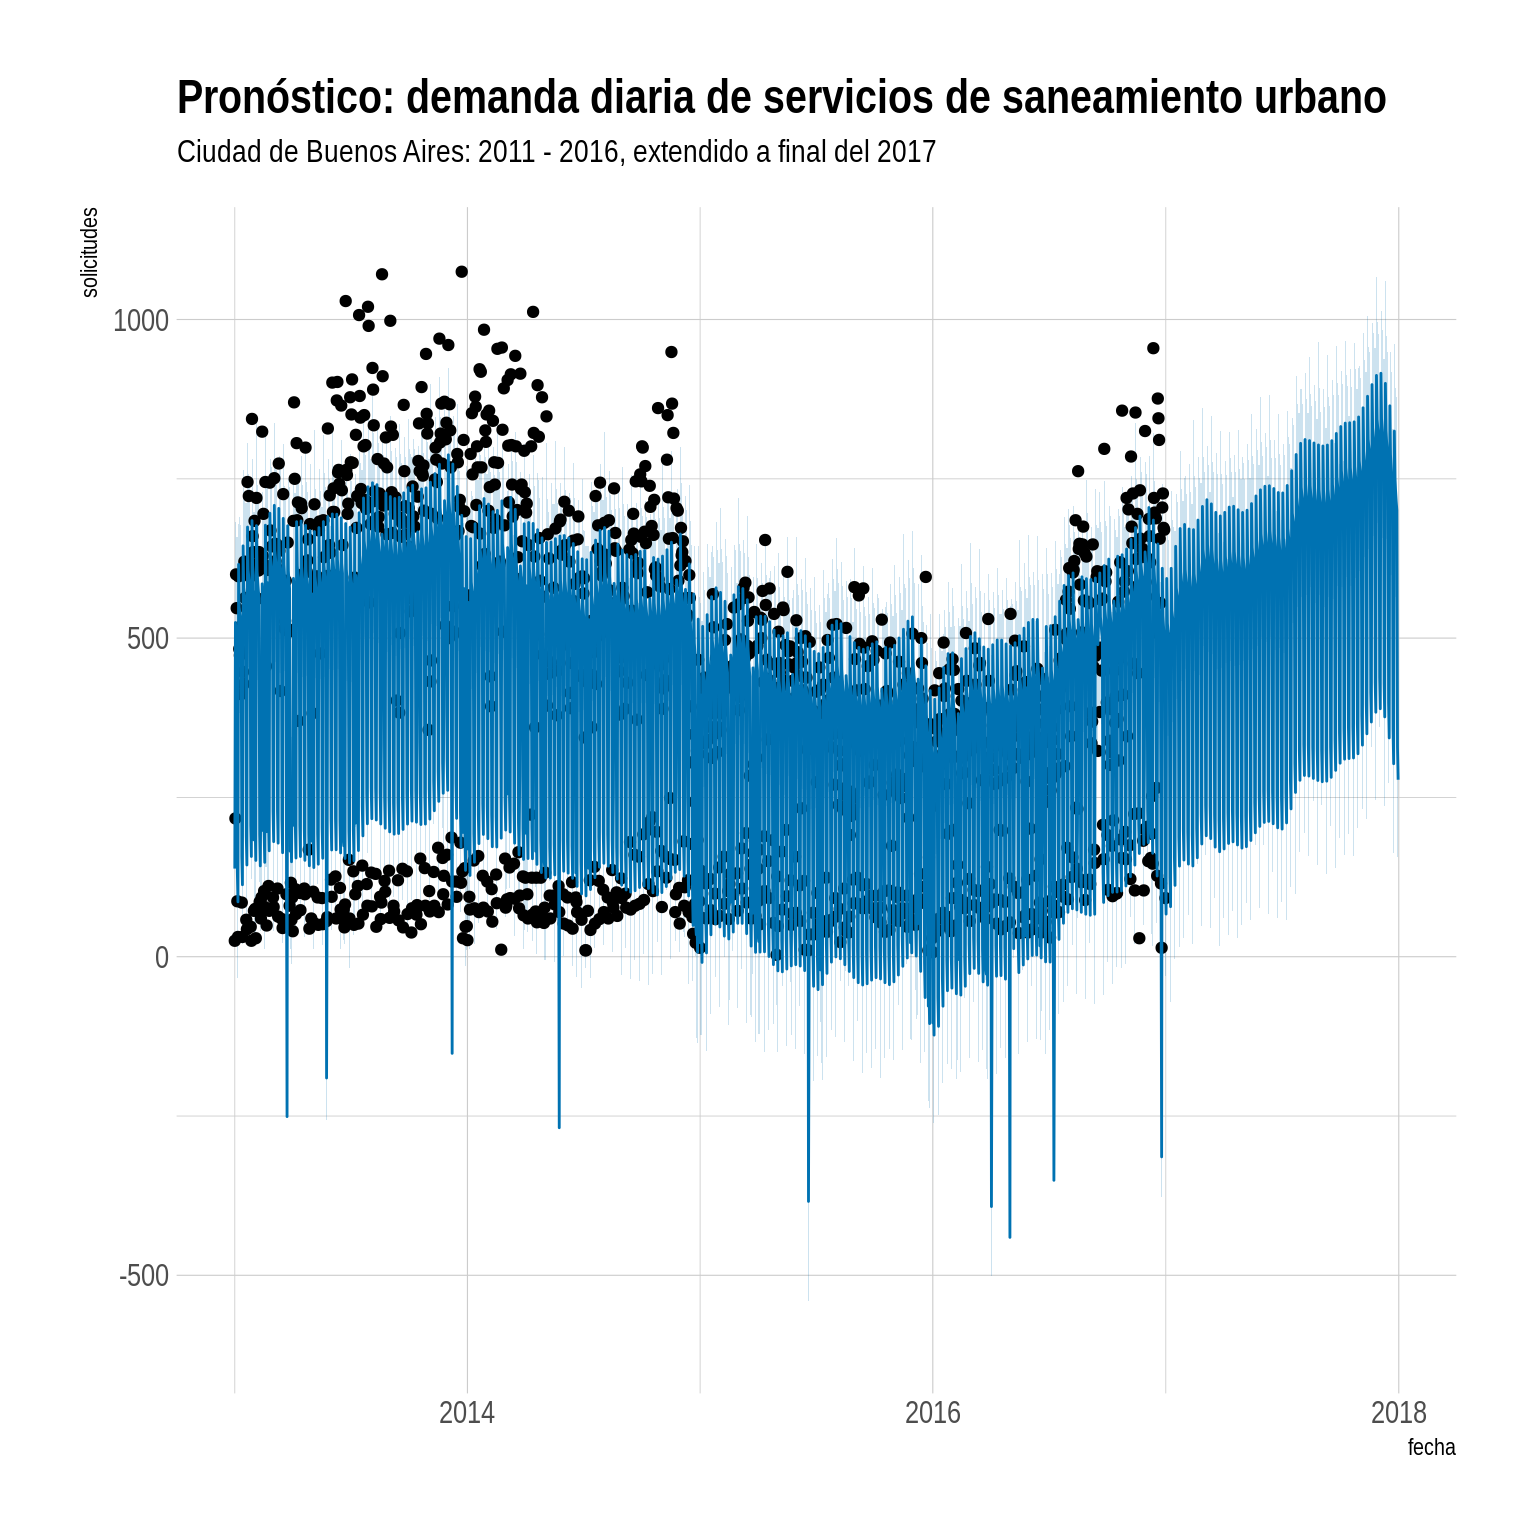 Pronóstico: demanda diaria de servicios de saneamiento urbano
Ciudad de Buenos Aires: 2011 - 2016, extendido a final del 2017
solicitudes
1000
500
0
-500
2014
2016
2018
fecha